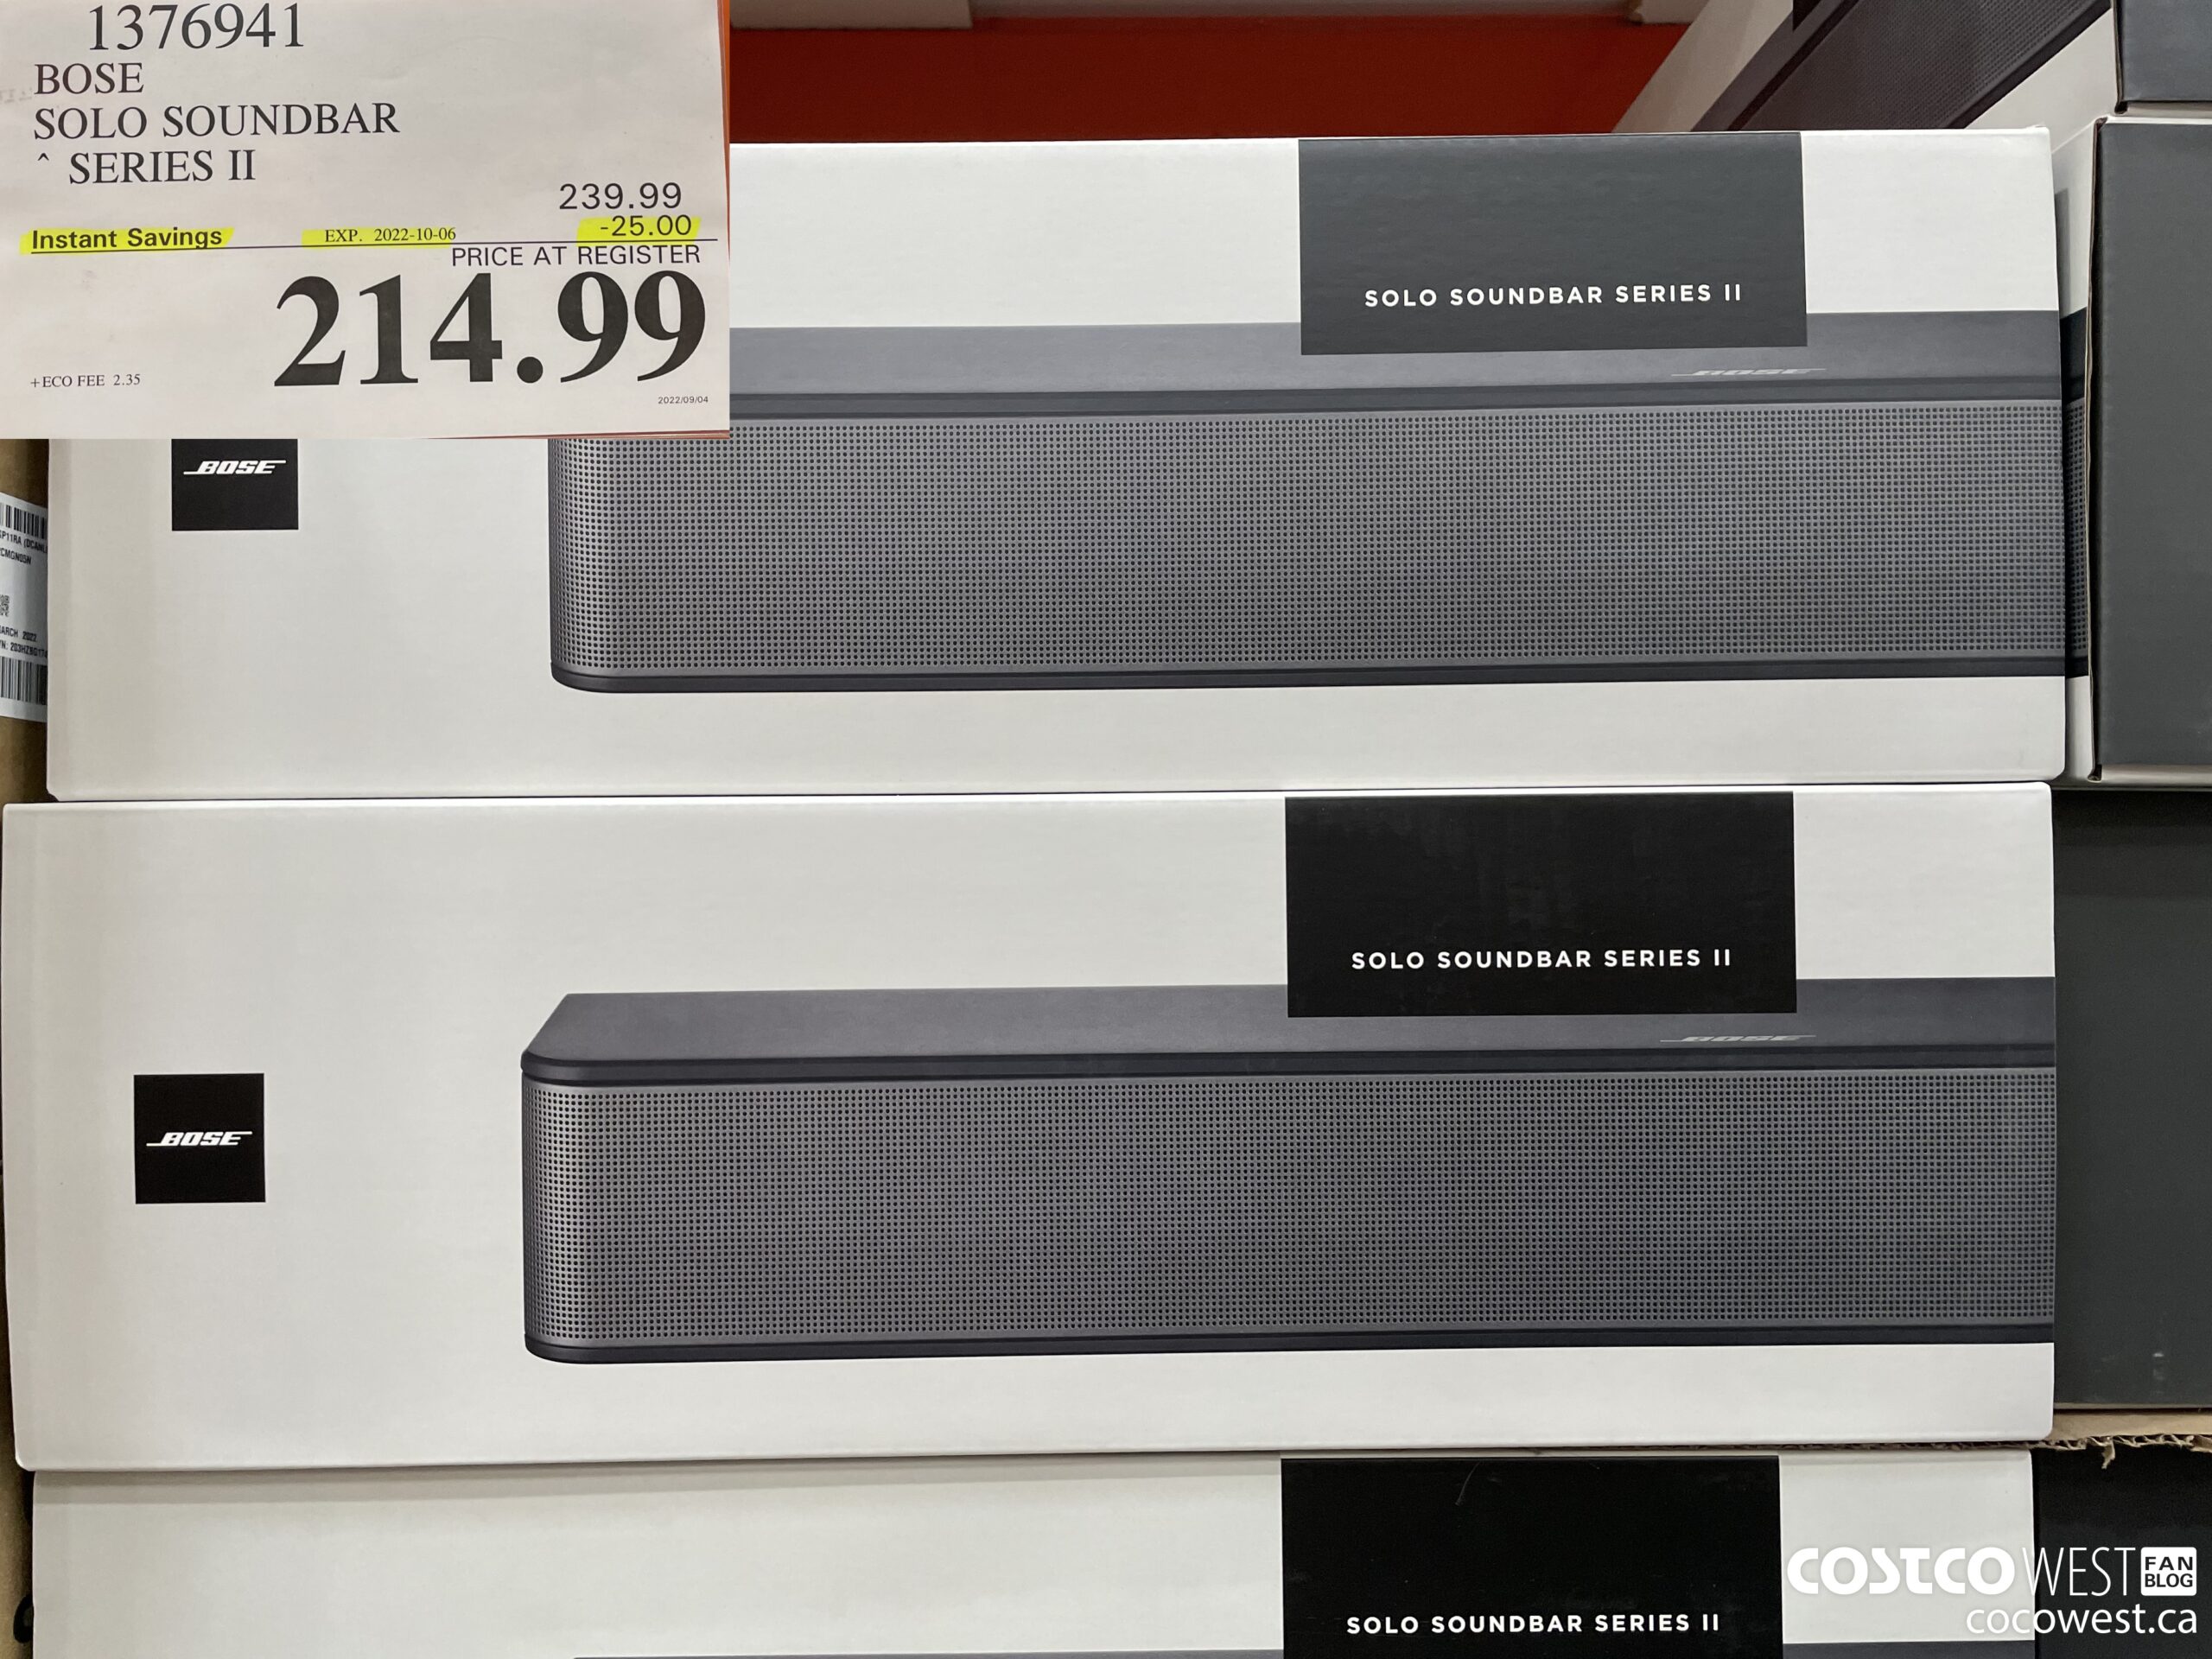 1376941
BOSE
SOLO SOUNDBAR
^ SERIES II
239.99
Instant Savings EXP. 2022-10-06 -25.00
PRICE AT REGISTER
214.99
+ECO FEE 2.35
2022/09/04
SOLO SOUNDBAR SERIES II
BOSE
BOSE
MARCH 2022
SOLO SOUNDBAR SERIES II
BOSE
BOSE
SOLO SOUNDBAR SERIES II
COSTCO WEST FAN BLOG
cocowest.ca